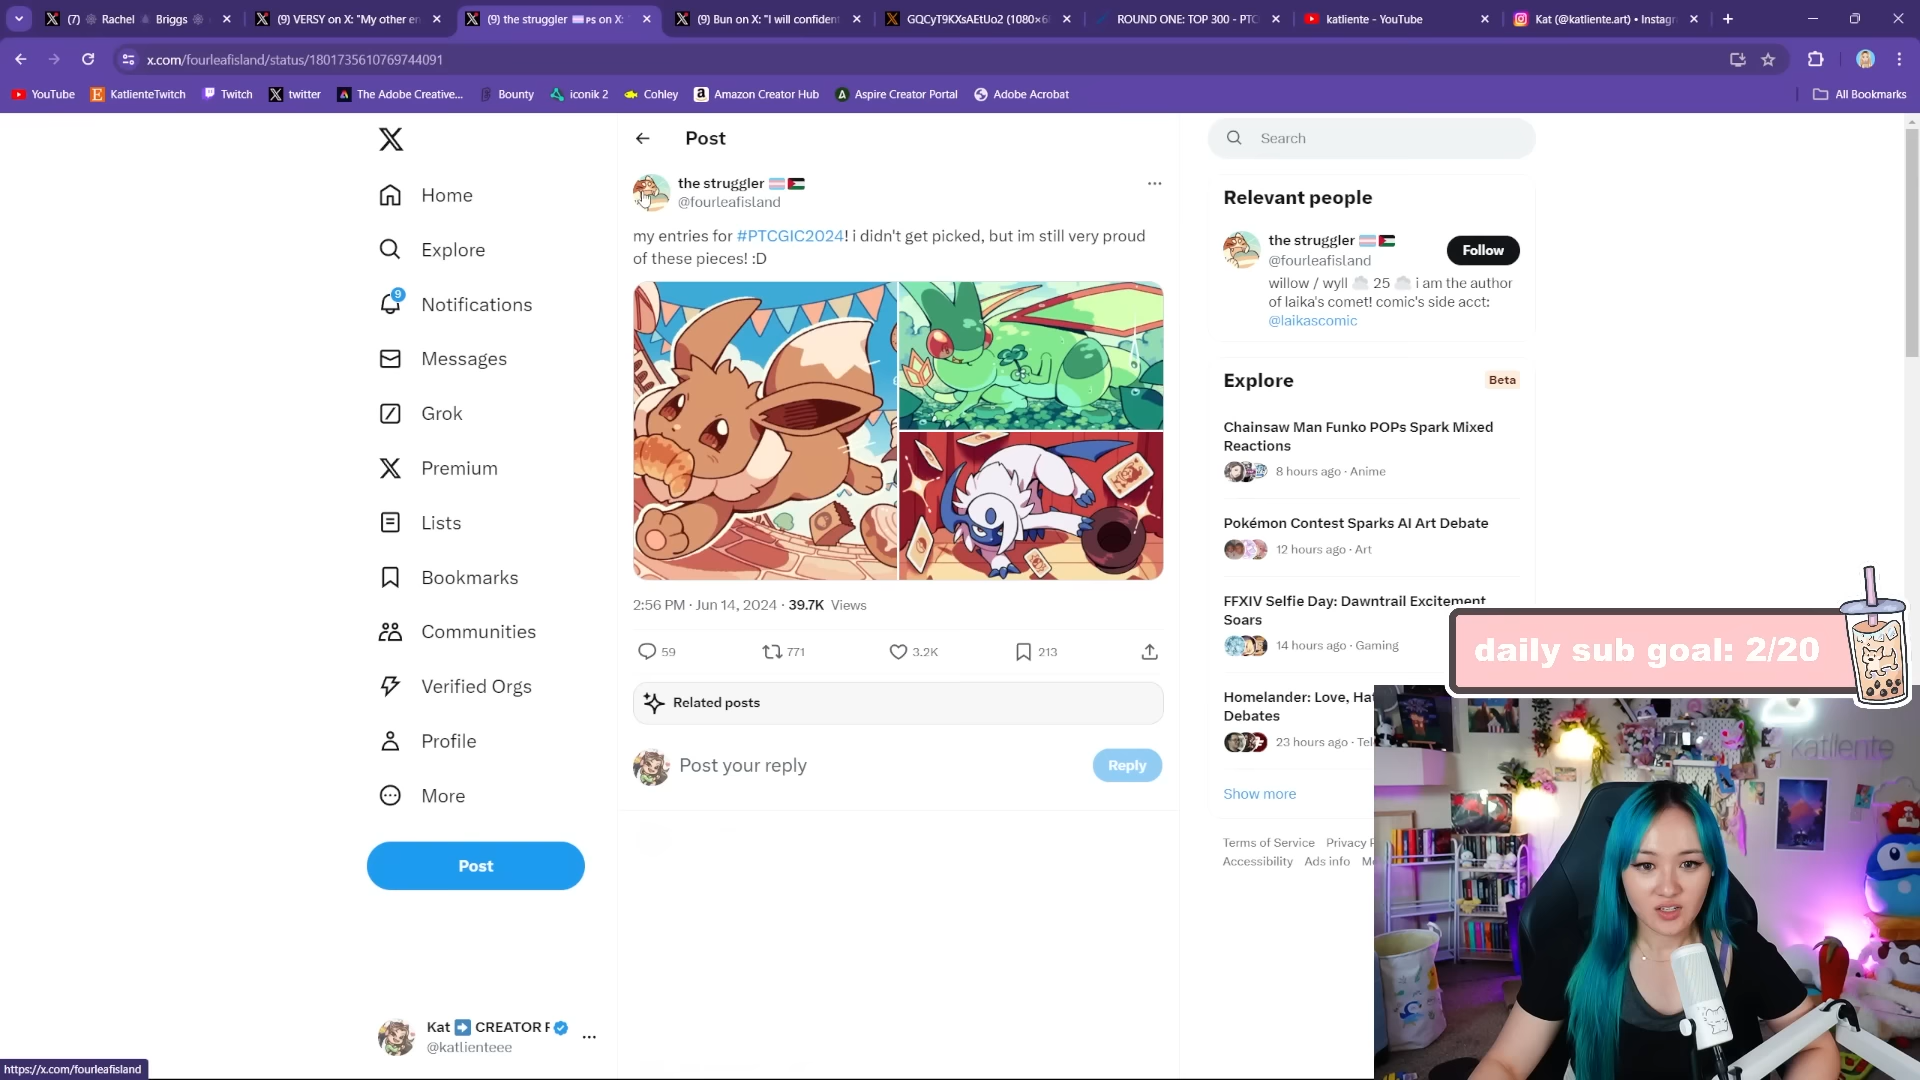 (7) Rachel Briggs
(9) VERSY on X: "My other en
(9) the struggler PS on X:
(9) Bun on X: "I will confident
GQCyT9KXsAEtUo2 (1080×6
ROUND ONE: TOP 300 - PTC
katliente - YouTube
Kat (@katliente.art) • Instagr
x.com/fourleafisland/status/1801735610769744091
YouTube
KatlienteTwitch
Twitch
twitter
The Adobe Creative...
Bounty
iconik 2
Cohley
Amazon Creator Hub
Aspire Creator Portal
Adobe Acrobat
All Bookmarks
Home
Explore
9
Notifications
Messages
Grok
Premium
Lists
Bookmarks
Communities
Verified Orgs
Profile
More
Post
Kat CREATOR F
@katlienteee
https://x.com/fourleafisland
Post
the struggler
@fourleafisland
my entries for #PTCGIC2024! i didn't get picked, but im still very proud
of these pieces! :D
2:56 PM · Jun 14, 2024 · 39.7K Views
59
771
3.2K
213
Related posts
Post your reply
Reply
Search
Relevant people
the struggler
@fourleafisland
Follow
willow / wyll 25 i am the author
of laika's comet! comic's side acct:
@laikascomic
Explore
Beta
Chainsaw Man Funko POPs Spark Mixed
Reactions
8 hours ago · Anime
Pokémon Contest Sparks AI Art Debate
12 hours ago · Art
FFXIV Selfie Day: Dawntrail Excitement
Soars
14 hours ago · Gaming
Homelander: Love, Ha
Debates
23 hours ago · Tel
Show more
Terms of Service Privacy P
Accessibility Ads info M
daily sub goal: 2/20
katliente